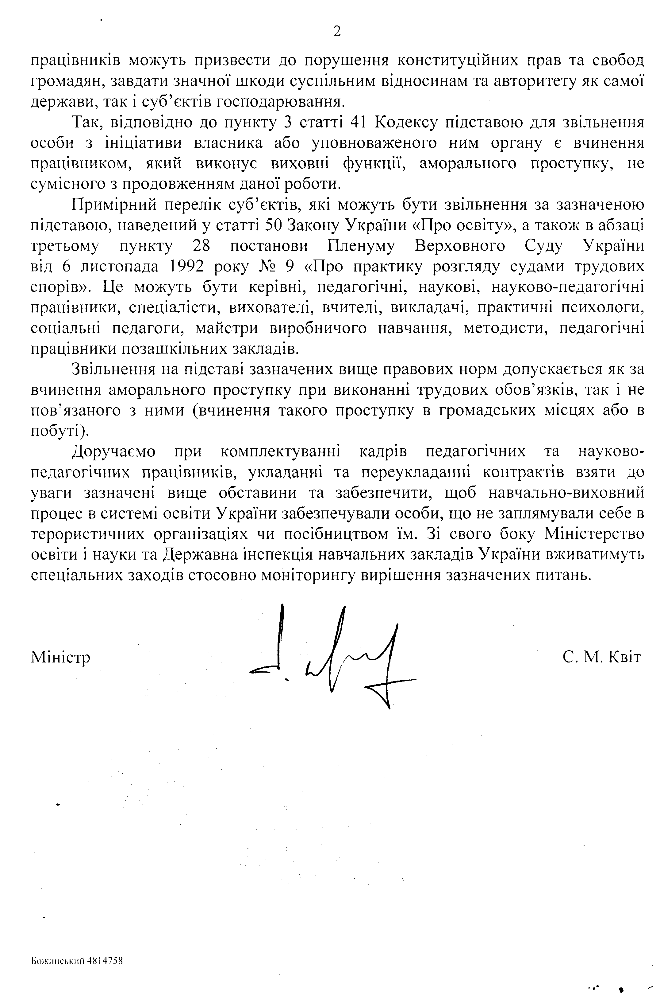 2
працівників можуть призвести до порушення конституційних прав та свобод
громадян, завдати значної шкоди суспільним відносинам та авторитету як самої
держави, так і суб’єктів господарювання.
Так, відповідно до пункту 3 статті 41 Кодексу підставою для звільнення
особи з ініціативи власника або уповноваженого ним органу є вчинення
працівником, який виконує виховні функції, аморального проступку, не
сумісного з продовженням даної роботи.
Примірний перелік суб’єктів, які можуть бути звільнення за зазначеною
підставою, наведений у статті 50 Закону України «Про освіту», а також в абзаці
третьому пункту 28 постанови Пленуму Верховного Суду України
від 6 листопада 1992 року № 9 «Про практику розгляду судами трудових
спорів». Це можуть бути керівні, педагогічні, наукові, науково-педагогічні
працівники, спеціалісти, вихователі, вчителі, викладачі, практичні психологи,
соціальні педагоги, майстри виробничого навчання, методисти, педагогічні
працівники позашкільних закладів.
Звільнення на підставі зазначених вище правових норм допускається як за
вчинення аморального проступку при виконанні трудових обов’язків, так і не
пов’язаного з ними (вчинення такого проступку в громадських місцях або в
побуті).
Доручаємо при комплектуванні кадрів педагогічних та науково-
педагогічних працівників, укладанні та переукладанні контрактів взяти до
уваги зазначені вище обставини та забезпечити, щоб навчально-виховний
процес в системі освіти України забезпечували особи, що не заплямували себе в
терористичних організаціях чи посібництвом їм. Зі свого боку Міністерство
освіти і науки та Державна інспекція навчальних закладів України вживатимуть
спеціальних заходів стосовно моніторингу вирішення зазначених питань.
Міністр С. М. Квіт
Божинський 4814758